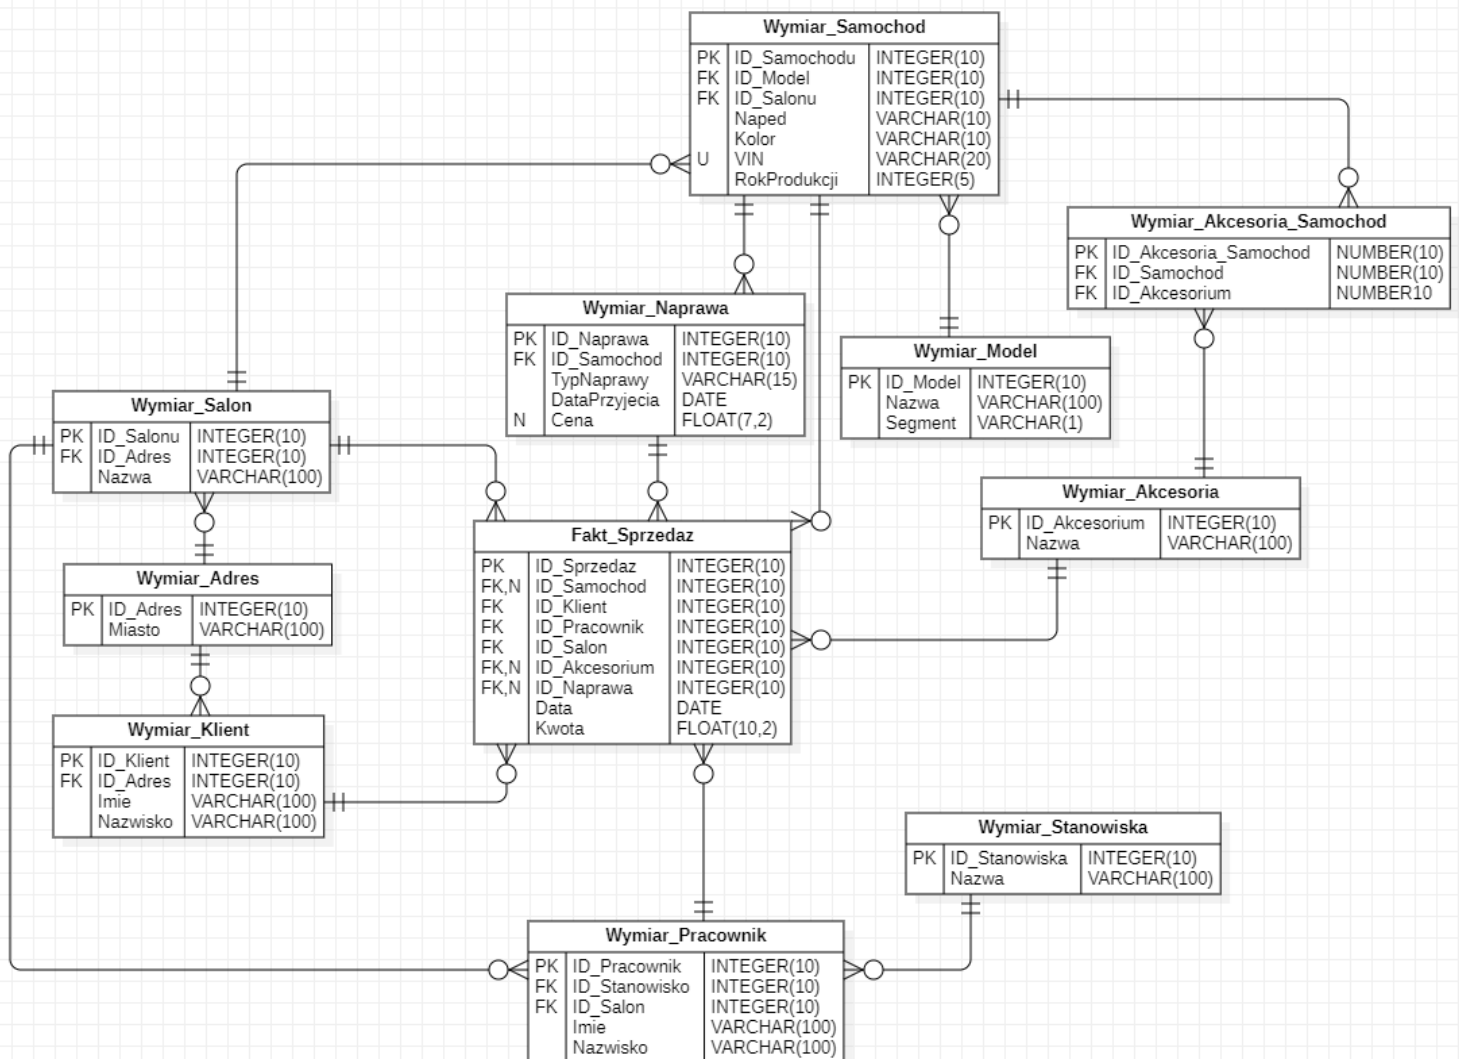 Wymiar_Samochod
PK ID_Samochodu INTEGER(10)
FK ID_Model INTEGER(10)
FK ID_Salonu INTEGER(10)
Naped VARCHAR(10)
Kolor VARCHAR(10)
U VIN VARCHAR(20)
RokProdukcji INTEGER(5)
Wymiar_Akcesoria_Samochod
PK ID_Akcesoria_Samochod NUMBER(10)
FK ID_Samochod NUMBER(10)
FK ID_Akcesorium NUMBER10
Wymiar_Naprawa
PK ID_Naprawa INTEGER(10)
FK ID_Samochod INTEGER(10)
TypNaprawy VARCHAR(15)
DataPrzyjecia DATE
N Cena FLOAT(7,2)
Wymiar_Model
PK ID_Model INTEGER(10)
Nazwa VARCHAR(100)
Segment VARCHAR(1)
Wymiar_Salon
PK ID_Salonu INTEGER(10)
FK ID_Adres INTEGER(10)
Nazwa VARCHAR(100)
Wymiar_Akcesoria
PK ID_Akcesorium INTEGER(10)
Nazwa VARCHAR(100)
Fakt_Sprzedaz
PK ID_Sprzedaz INTEGER(10)
FK,N ID_Samochod INTEGER(10)
FK ID_Klient INTEGER(10)
FK ID_Pracownik INTEGER(10)
FK ID_Salon INTEGER(10)
FK,N ID_Akcesorium INTEGER(10)
FK,N ID_Naprawa INTEGER(10)
Data DATE
Kwota FLOAT(10,2)
Wymiar_Adres
PK ID_Adres INTEGER(10)
Miasto VARCHAR(100)
Wymiar_Klient
PK ID_Klient INTEGER(10)
FK ID_Adres INTEGER(10)
Imie VARCHAR(100)
Nazwisko VARCHAR(100)
Wymiar_Stanowiska
PK ID_Stanowiska INTEGER(10)
Nazwa VARCHAR(100)
Wymiar_Pracownik
PK ID_Pracownik INTEGER(10)
FK ID_Stanowisko INTEGER(10)
FK ID_Salon INTEGER(10)
Imie VARCHAR(100)
Nazwisko VARCHAR(100)